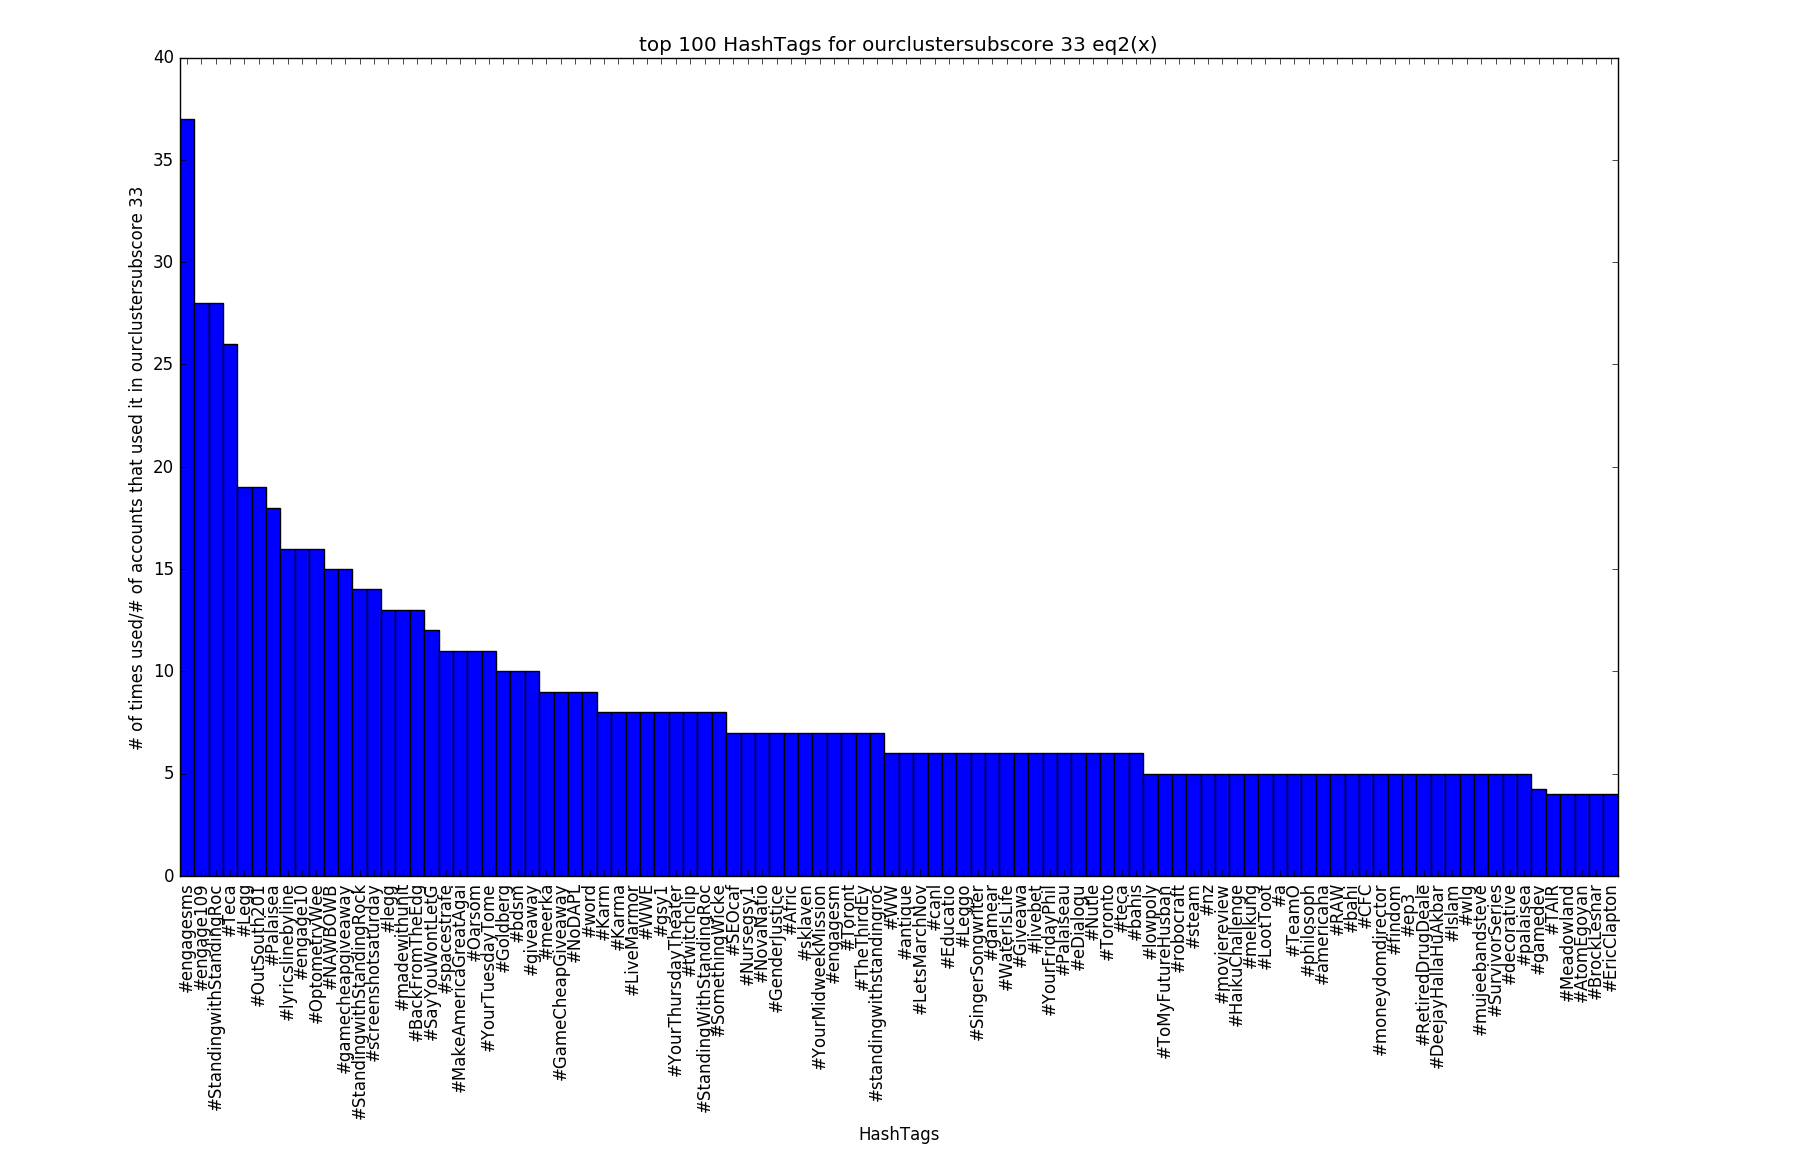 top 100 HashTags for ourclustersubscore 33 eq2(x)
# of times used/# of accounts that used it in ourclustersubscore 33
40
35
30
25
20
15
10
5
0
#engagesms
#engage109
#StandingwithStandingRoc
#Teca
#Legg
#OutSouth201
#Palaisea
#lyricslinebyline
#engage10
#OptometryWee
#NAWBOWB
#gamecheapgiveaway
#StandingwithStandingRock
#screenshotsaturday
#legg
#madewithunit
#BackFromTheEdg
#SayYouWontLetG
#spacestrafe
#MakeAmericaGreatAgai
#Oarsom
#YourTuesdayTome
#Goldberg
#bdsm
#giveaway
#imerka
#GameCheapGiveaway
#NoDAPL
#word
#Karm
#Karma
#LiveMarmor
#WWE
#gsy1
#YourThursdayTheater
#twitchclip
#StandingWithStandingRoc
#SomethingWicke
#SEOcaf
#Nursegsy1
#NovaNatio
#GenderJustice
#Afric
#sklaven
#YourMidweekMission
#engagesm
#Toront
#TheThirdEy
#standingwithstandingroc
#WW
#antique
#LetsMarchNov
#canl
#Educatio
#Leggo
#SingerSongwriter
#gamear
#WaterisLife
#Giveawa
#livebet
#YourFridayPhil
#Palaiseau
#eDialogu
#Nurtle
#Toronto
#teca
#bahis
#lowpoly
#ToMyFutureHusban
#robocraft
#steam
#nz
#moviereview
#HaikuChallenge
#melkung
#LootToot
#a
#TeamO
#philosoph
#americana
#RAW
#bahi
#CFC
#moneydomdirector
#findom
#ep3
#RetiredDrugDeale
#DeejayHallaHuAkbar
#Islam
#wlg
#mujeebandsteve
#SurvivorSeries
#decorative
#palaisea
#gamedev
#TAIR
#Meadowland
#AtomEgoyan
#BrockLesnar
#EricClapton
HashTags